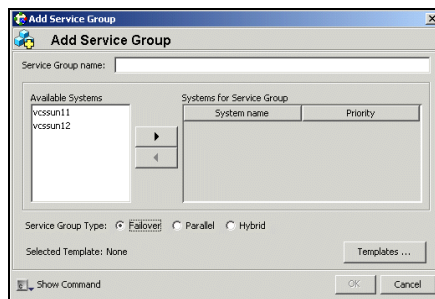 Add Service Group
Add Service Group
Service Group name:
Available Systems
Systems for Service Group
vcssun11
vcssun12
System name
Priority
Service Group Type:
Failover
Parallel
Hybrid
Selected Template: None
Templates ...
Show Command
OK
Cancel